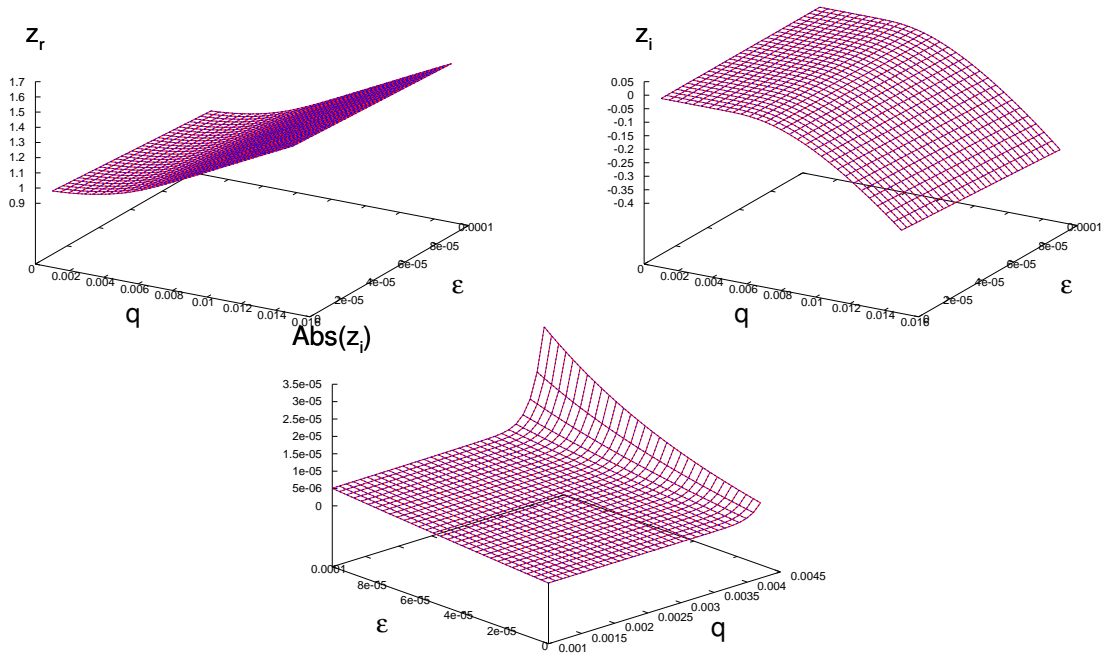 z_r
1.7
1.6
1.5
1.4
1.3
1.2
1.1
1
0.9
0
0.002
0.004
0.006
0.008
0.01
0.012
0.014
0.016
q
0
2e-05
4e-05
6e-05
8e-05
0.0001
ε
z_i
0.05
0
-0.05
-0.1
-0.15
-0.2
-0.25
-0.3
-0.35
-0.4
0
0.002
0.004
0.006
0.008
0.01
0.012
0.014
0.016
q
0
2e-05
4e-05
6e-05
8e-05
0.0001
ε
Abs(z_i)
3.5e-05
3e-05
2.5e-05
2e-05
1.5e-05
1e-05
5e-06
0
0.0001
8e-05
6e-05
4e-05
2e-05
0
ε
0.001
0.0015
0.002
0.0025
0.003
0.0035
0.004
0.0045
q